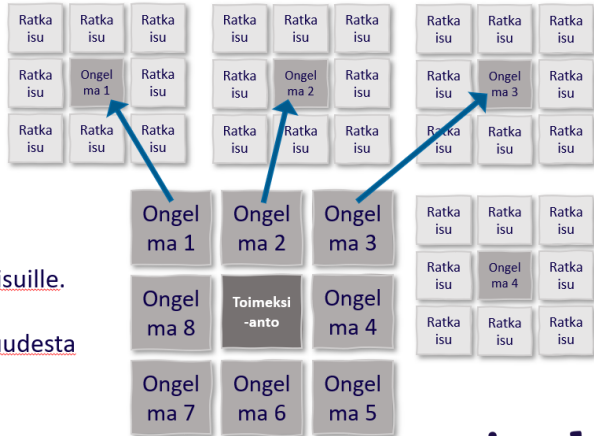 Ratka Ratka Ratka
isu isu isu
Ratka Ongel Ratka
isu ma 1 isu
Ratka Ratka Ratka
isu isu isu
Ratka Ratka Ratka
isu isu isu
Ratka Ongel Ratka
isu ma 2 isu
Ratka Ratka Ratka
isu isu isu
Ratka Ratka Ratka
isu isu isu
Ratka Ongel Ratka
isu ma 3 isu
Ratka Ratka Ratka
isu isu isu
Ongel Ongel Ongel
ma 1 ma 2 ma 3
Ongel Toimeksi Ongel
ma 8 -anto ma 4
Ongel Ongel Ongel
ma 7 ma 6 ma 5
Ratka Ratka Ratka
isu isu isu
Ratka Ongel Ratka
isu ma 4 isu
Ratka Ratka Ratka
isu isu isu
isuille.
udesta